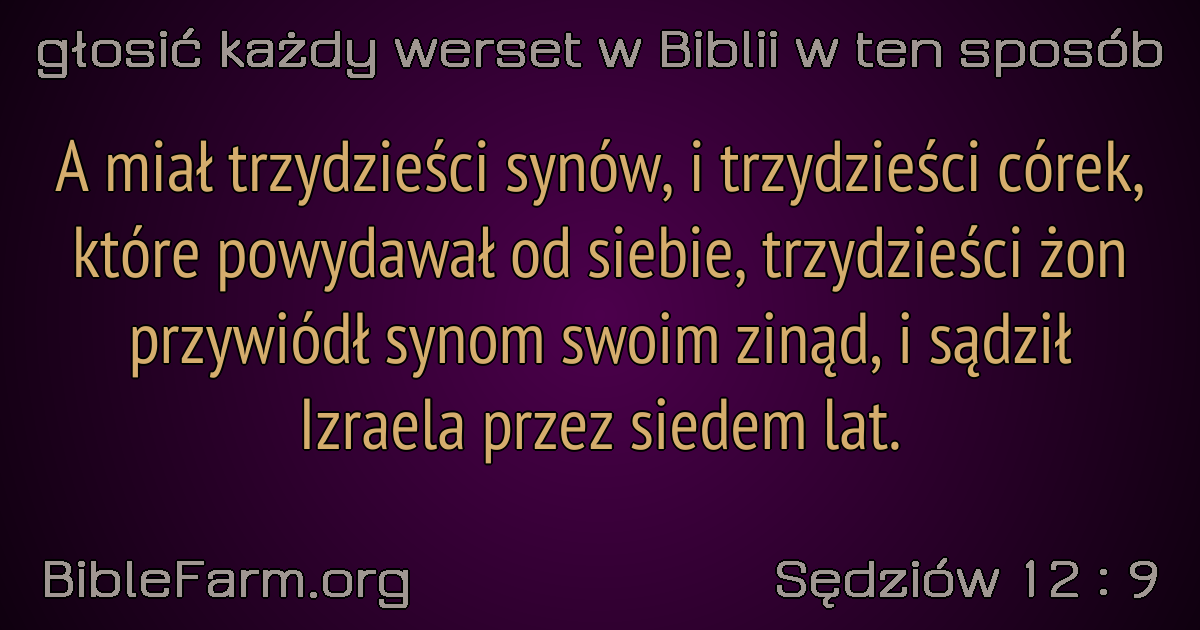 głosić każdy werset w Biblii w ten sposób
A miał trzydzieści synów, i trzydzieści córek,
które powydawał od siebie, trzydzieści żon
przywiódł synom swoim zinąd, i sądził
Izraela przez siedem lat.
BibleFarm.org
Sędziów 12 : 9